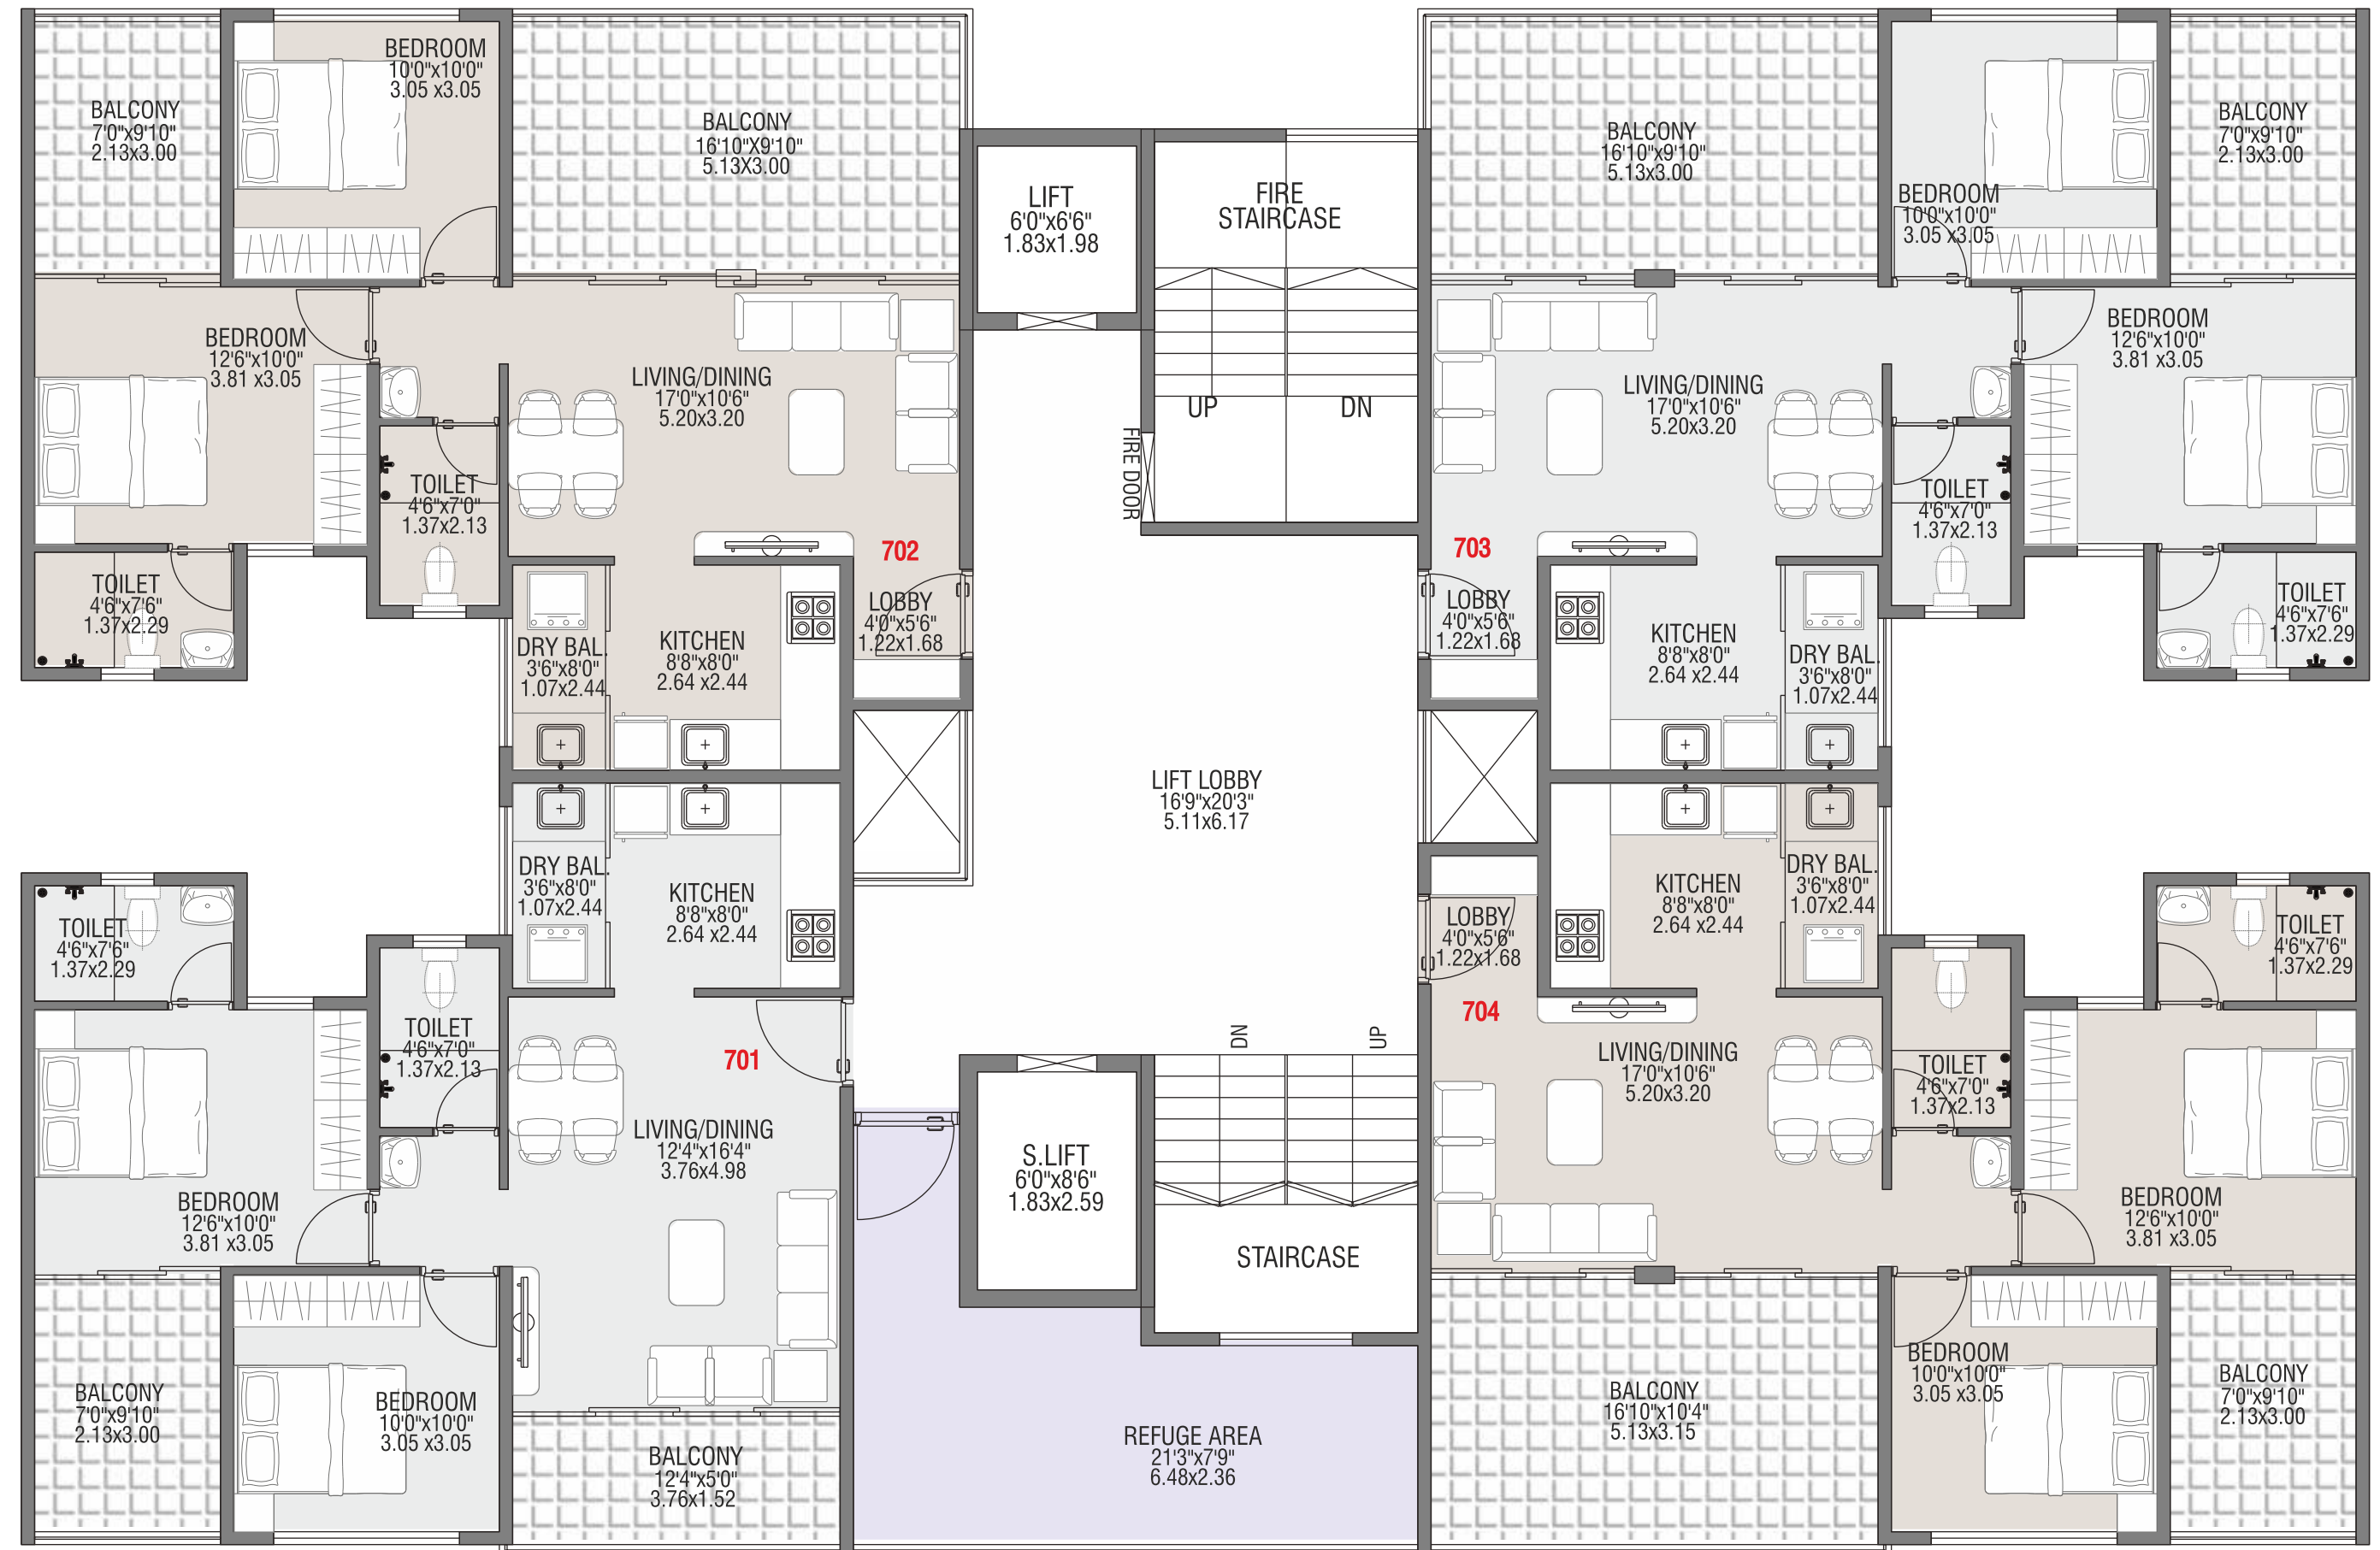 BALCONY
7'0"x9'10"
2.13x3.00
BEDROOM
10'0"x10'0"
3.05 x3.05
BALCONY
16'10"X9'10"
5.13X3.00
LIFT
6'0"x6'6"
1.83x1.98
FIRE
STAIRCASE
UP
DN
FIRE DOOR
BALCONY
16'10"x9'10"
5.13x3.00
BEDROOM
10'0"x10'0"
3.05 x3.05
BALCONY
7'0"x9'10"
2.13x3.00
BEDROOM
12'6"x10'0"
3.81 x3.05
LIVING/DINING
17'0"x10'6"
5.20x3.20
TOILET
4'6"x7'0"
1.37x2.13
TOILET
4'6"x7'6"
1.37x2.29
702
LOBBY
4'0"x5'6"
1.22x1.68
DRY BAL.
3'6"x8'0"
1.07x2.44
KITCHEN
8'8"x8'0"
2.64 x2.44
LIVING/DINING
17'0"x10'6"
5.20x3.20
BEDROOM
12'6"x10'0"
3.81 x3.05
TOILET
4'6"x7'0"
1.37x2.13
TOILET
4'6"x7'6"
1.37x2.29
703
LOBBY
4'0"x5'6"
1.22x1.68
KITCHEN
8'8"x8'0"
2.64 x2.44
DRY BAL.
3'6"x8'0"
1.07x2.44
LIFT LOBBY
16'9"x20'3"
5.11x6.17
DRY BAL.
3'6"x8'0"
1.07x2.44
KITCHEN
8'8"x8'0"
2.64 x2.44
TOILET
4'6"x7'6"
1.37x2.29
TOILET
4'6"x7'0"
1.37x2.13
701
LIVING/DINING
12'4"x16'4"
3.76x4.98
BEDROOM
12'6"x10'0"
3.81 x3.05
BALCONY
7'0"x9'10"
2.13x3.00
BEDROOM
10'0"x10'0"
3.05 x3.05
BALCONY
12'4"x5'0"
3.76x1.52
DN
UP
S.LIFT
6'0"x8'6"
1.83x2.59
STAIRCASE
REFUGE AREA
21'3"x7'9"
6.48x2.36
KITCHEN
8'8"x8'0"
2.64 x2.44
DRY BAL.
3'6"x8'0"
1.07x2.44
LOBBY
4'0"x5'6"
1.22x1.68
704
TOILET
4'6"x7'6"
1.37x2.29
LIVING/DINING
17'0"x10'6"
5.20x3.20
TOILET
4'6"x7'0"
1.37x2.13
BEDROOM
12'6"x10'0"
3.81 x3.05
BALCONY
16'10"x10'4"
5.13x3.15
BEDROOM
10'0"x10'0"
3.05 x3.05
BALCONY
7'0"x9'10"
2.13x3.00